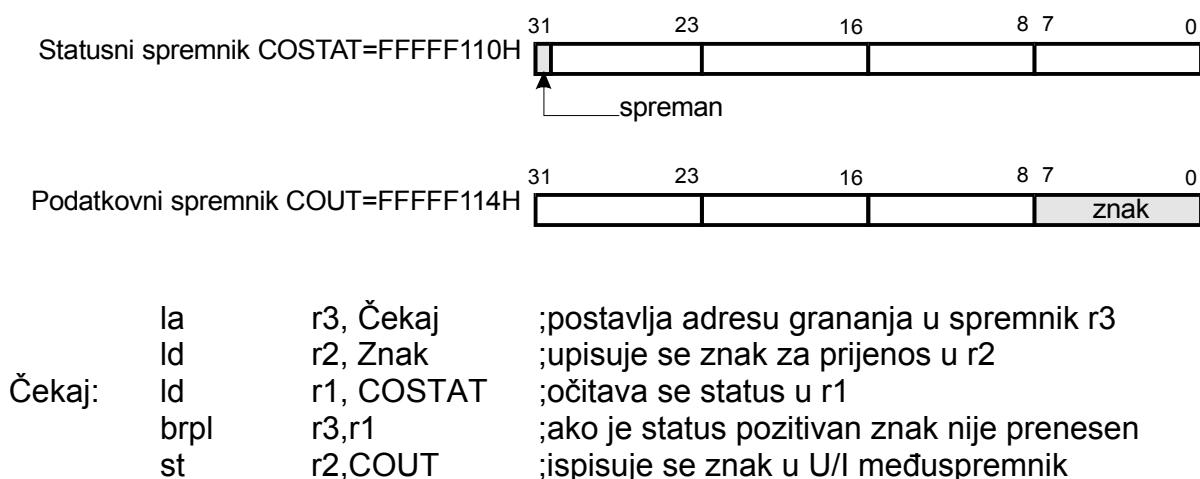 31 23 16 8 7 0
Statusni spremnik COSTAT=FFFFF110H
spreman
31 23 16 8 7 0
Podatkovni spremnik COUT=FFFFF114H
znak
la r3, Čekaj ;postavlja adresu grananja u spremnik r3
ld r2, Znak ;upisuje se znak za prijenos u r2
Čekaj: ld r1, COSTAT ;očitava se status u r1
brpl r3,r1 ;ako je status pozitivan znak nije prenesen
st r2,COUT ;ispisuje se znak u U/I međuspremnik